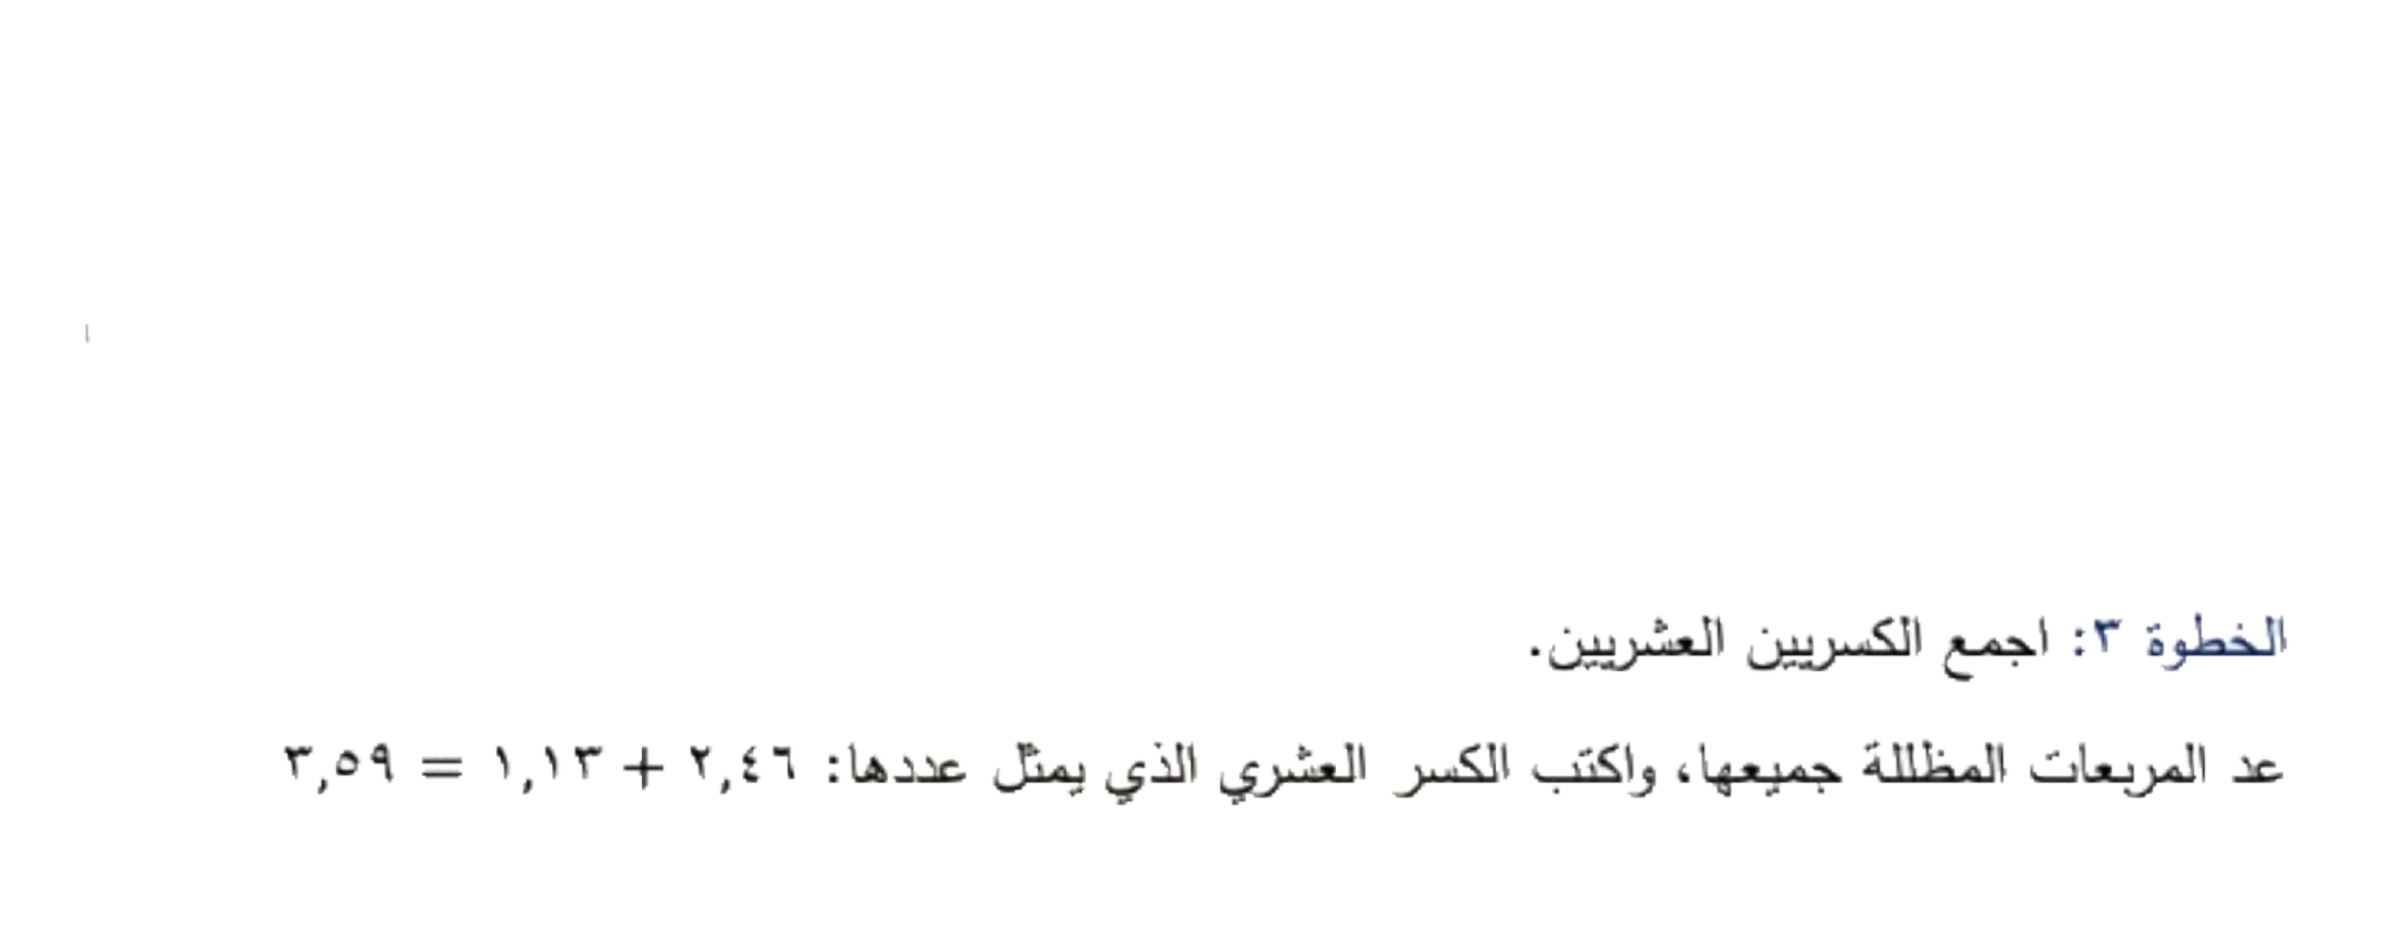 الخطوة ٣: اجمع الكسريين العشريين.
عد المربعات المظللة جميعها، واكتب الكسر العشري الذي يمثل عددها: ٢,٤٦ + ١,١٣ = ٣,٥٩